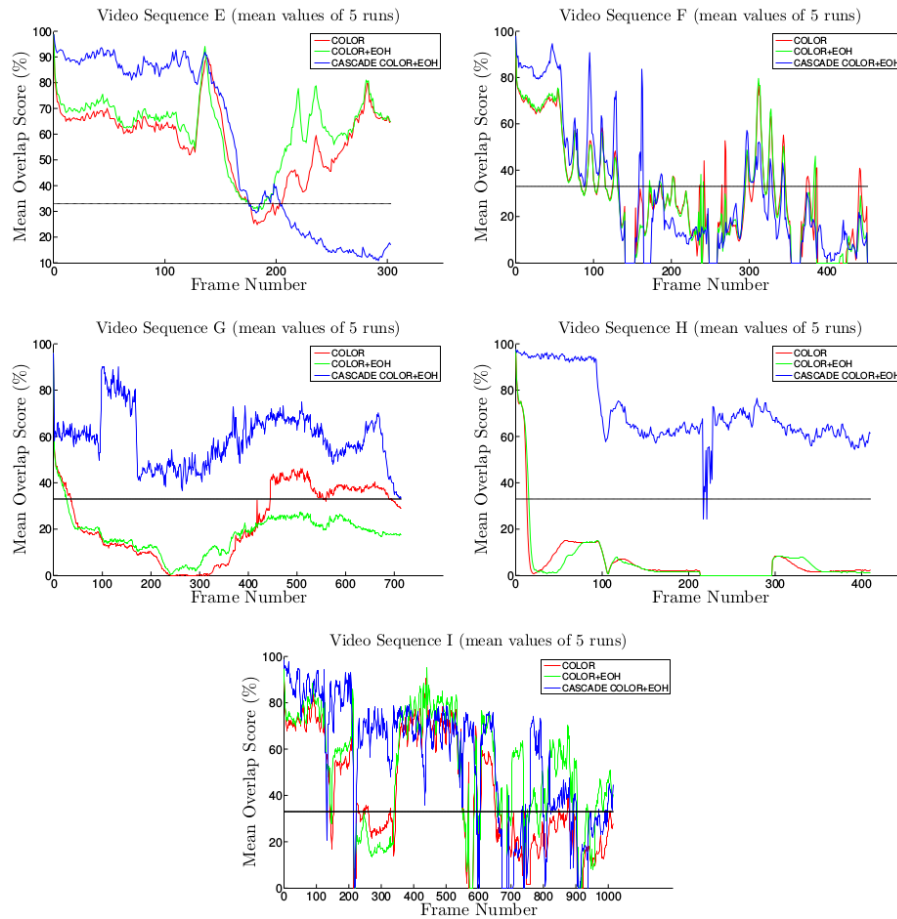 Video Sequence E (mean values of 5 runs)
Mean Overlap Score (%)
100
90
80
70
60
50
40
30
20
10
0
100
200
300
Frame Number
COLOR
COLOR+EOH
CASCADE COLOR+EOH
Video Sequence F (mean values of 5 runs)
Mean Overlap Score (%)
100
80
60
40
20
0
0
100
200
300
400
Frame Number
COLOR
COLOR+EOH
CASCADE COLOR+EOH
Video Sequence G (mean values of 5 runs)
Mean Overlap Score (%)
100
80
60
40
20
0
0
100
200
300
400
500
600
700
Frame Number
COLOR
COLOR+EOH
CASCADE COLOR+EOH
Video Sequence H (mean values of 5 runs)
Mean Overlap Score (%)
100
80
60
40
20
0
0
100
200
300
400
Frame Number
COLOR
COLOR+EOH
CASCADE COLOR+EOH
Video Sequence I (mean values of 5 runs)
Mean Overlap Score (%)
100
80
60
40
20
0
0
100
200
300
400
500
600
700
800
900
1000
Frame Number
COLOR
COLOR+EOH
CASCADE COLOR+EOH